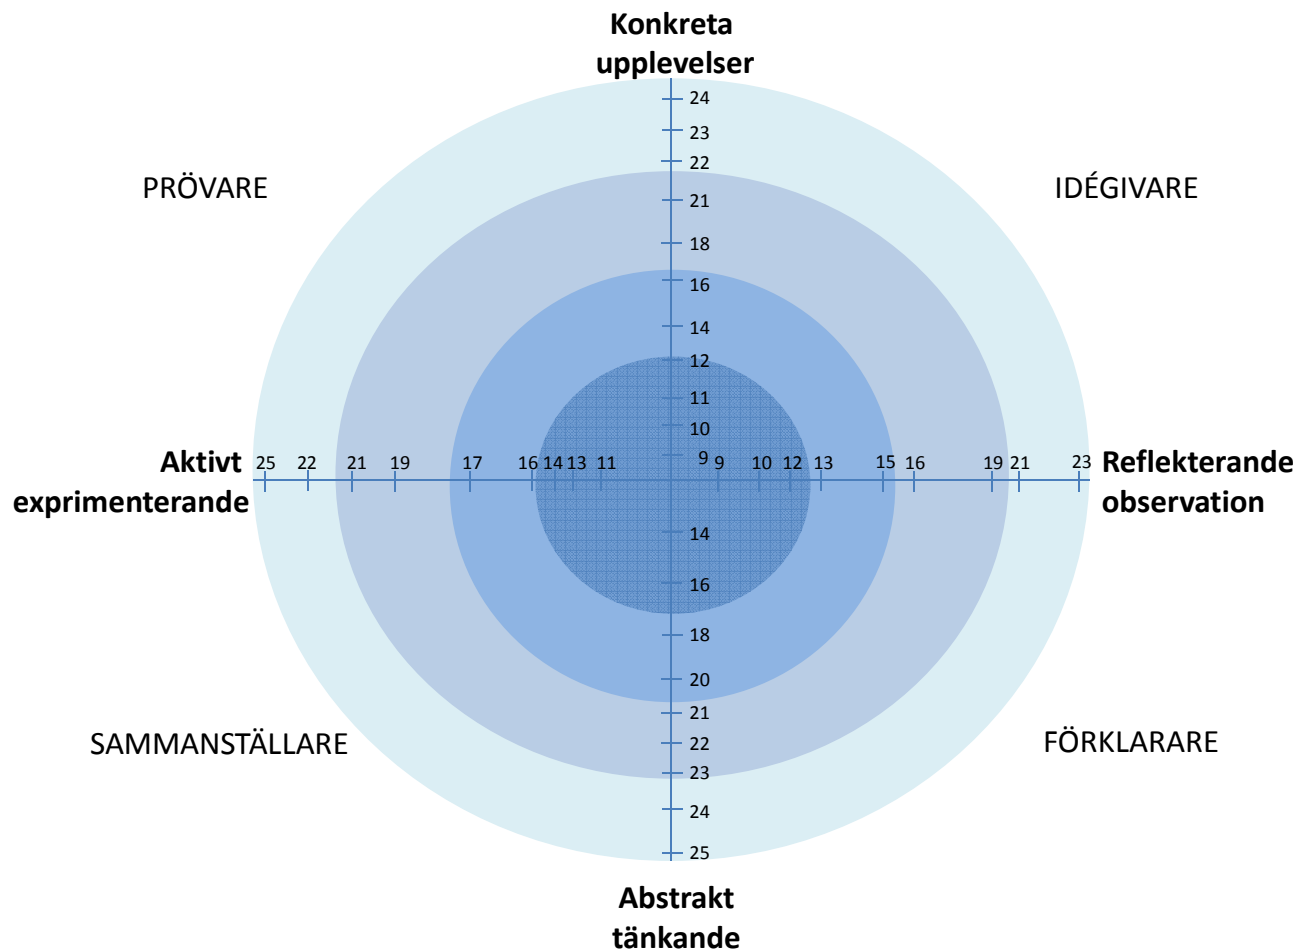 Konkreta
upplevelser
24
23
22
PRÖVARE
IDÉGIVARE
21
18
16
14
12
11
10
9
Aktivt
exprimenterande
25 22 21 19 17 16 14 13 11
9 10 12 13 15 16 19 21 23
Reflekterande
observation
14
16
18
20
21
22
23
24
25
SAMMANSTÄLLARE
FÖRKLARARE
Abstrakt
tänkande